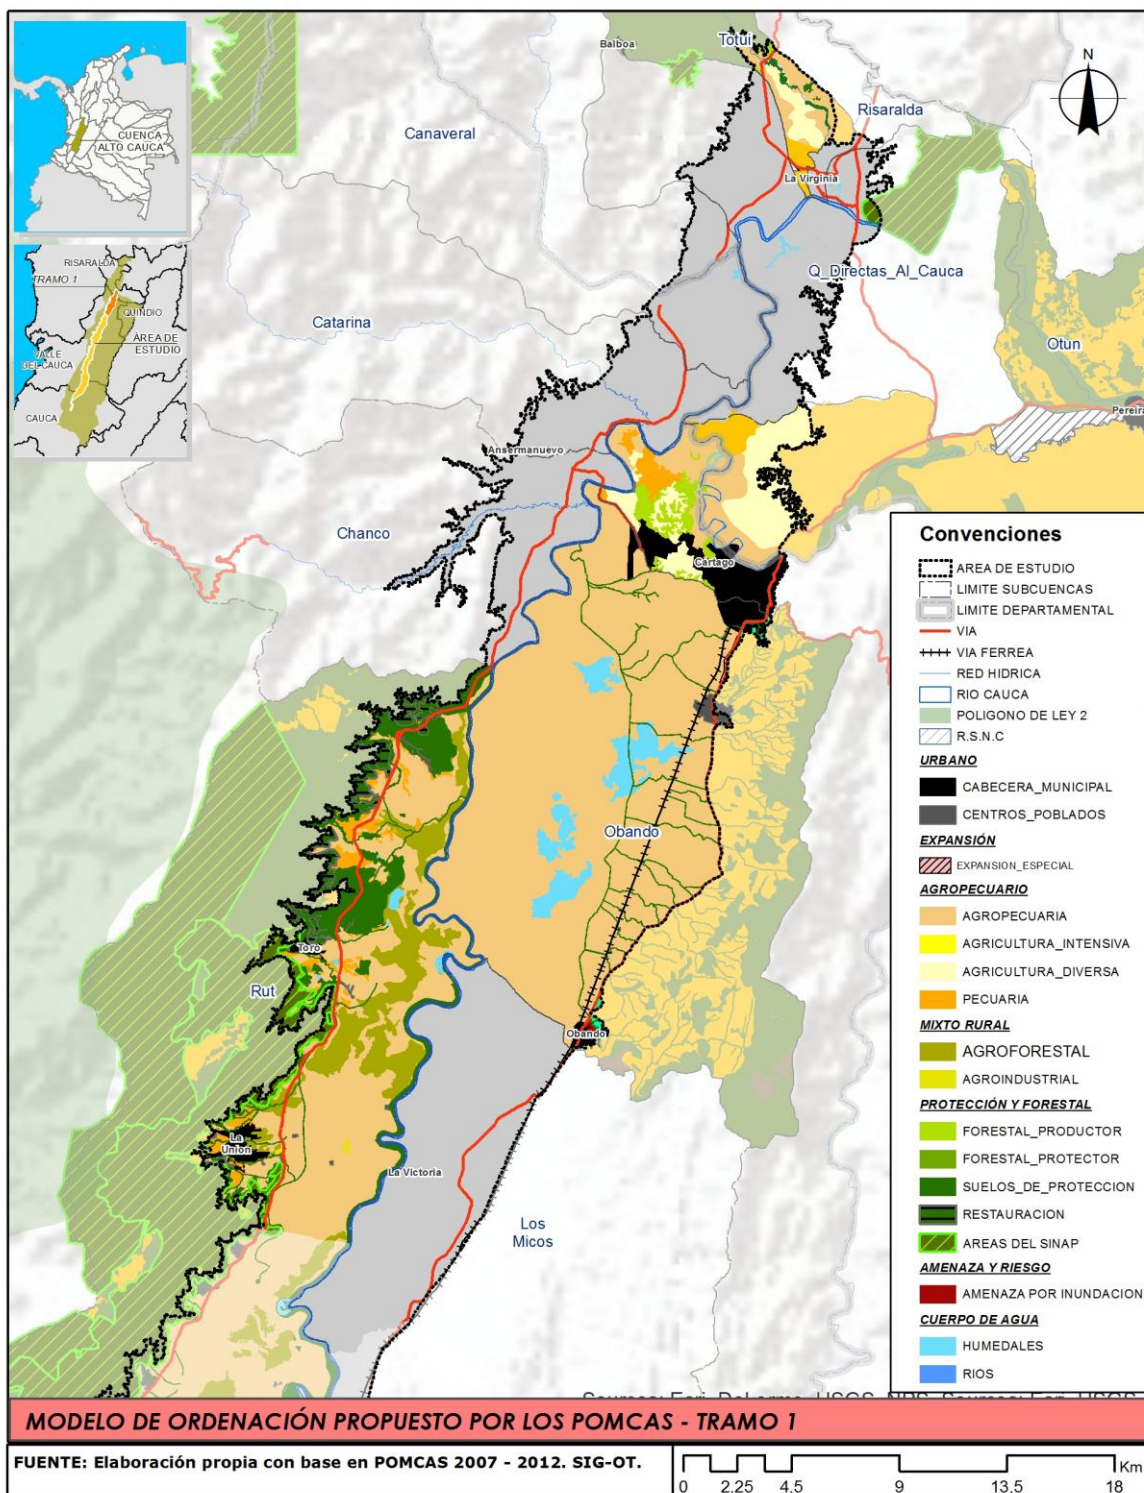 CUENCA
ALTO CAUCA
RISARALDA
TRAMO 1
QUINDIO
ÁREA DE
ESTUDIO
VALLE
DEL CAUCA
CAUCA
Balboa
Totui
N
Canaveral
Risaralda
La Virginia
Q_Directas_Al_Cauca
Catarina
Otun
Pereira
Ansermanuevo
Chanco
Cartago
Obando
Toro
Rut
Obando
La
Union
La Victoria
Los
Micos
Convenciones
AREA DE ESTUDIO
LIMITE SUBCUENCAS
LIMITE DEPARTAMENTAL
VIA
VIA FERREA
RED HIDRICA
RIO CAUCA
POLIGONO DE LEY 2
R.S.N.C
URBANO
CABECERA_MUNICIPAL
CENTROS_POBLADOS
EXPANSIÓN
EXPANSION_ESPECIAL
AGROPECUARIO
AGROPECUARIA
AGRICULTURA_INTENSIVA
AGRICULTURA_DIVERSA
PECUARIA
MIXTO RURAL
AGROFORESTAL
AGROINDUSTRIAL
PROTECCIÓN Y FORESTAL
FORESTAL_PRODUCTOR
FORESTAL_PROTECTOR
SUELOS_DE_PROTECCION
RESTAURACION
AREAS DEL SINAP
AMENAZA Y RIESGO
AMENAZA POR INUNDACION
CUERPO DE AGUA
HUMEDALES
RIOS
MODELO DE ORDENACIÓN PROPUESTO POR LOS POMCAS - TRAMO 1
FUENTE: Elaboración propia con base en POMCAS 2007 - 2012. SIG-OT.
Km
0 2.25 4.5 9 13.5 18